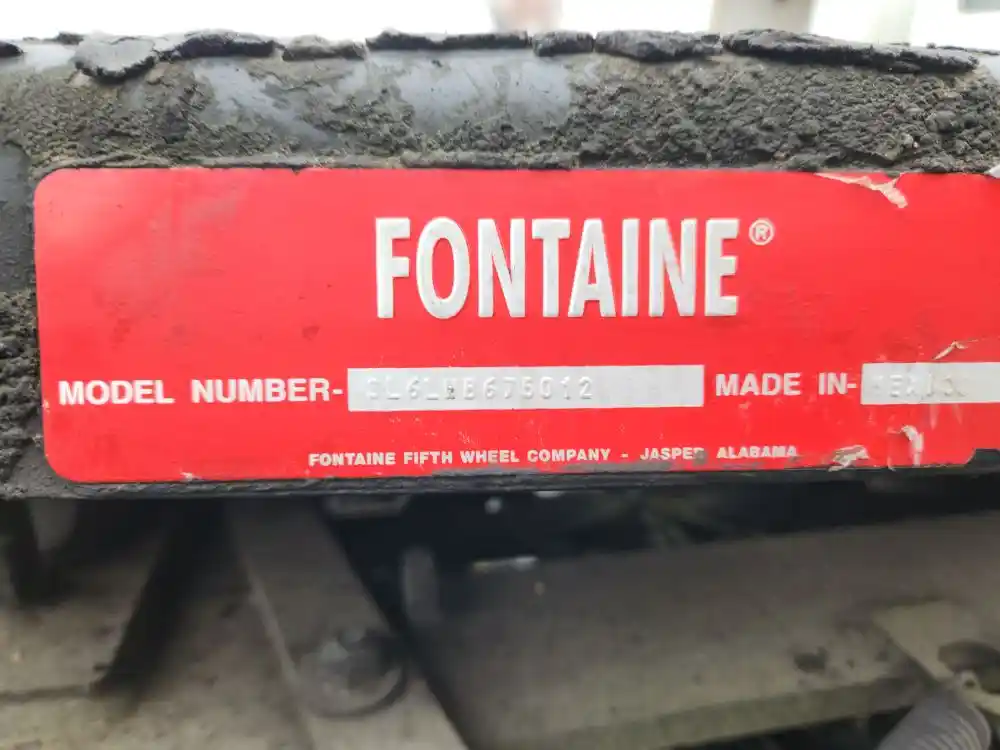 FONTAINE®
MODEL NUMBER- MADE IN-
FONTAINE FIFTH WHEEL COMPANY - JASPER ALABAMA